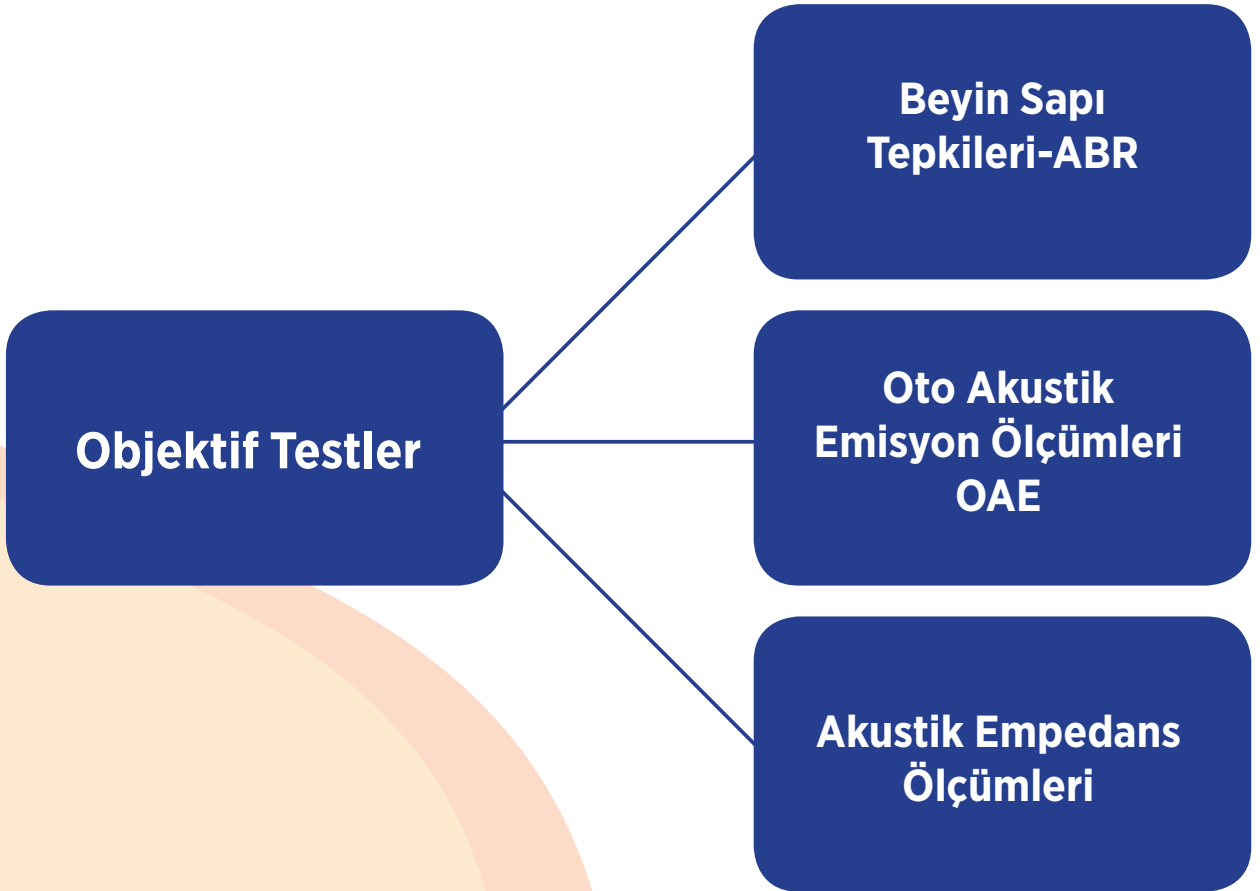 Objektif Testler
Beyin Sapı
Tepkileri-ABR
Oto Akustik
Emisyon Ölçümleri
OAE
Akustik Empedans
Ölçümleri